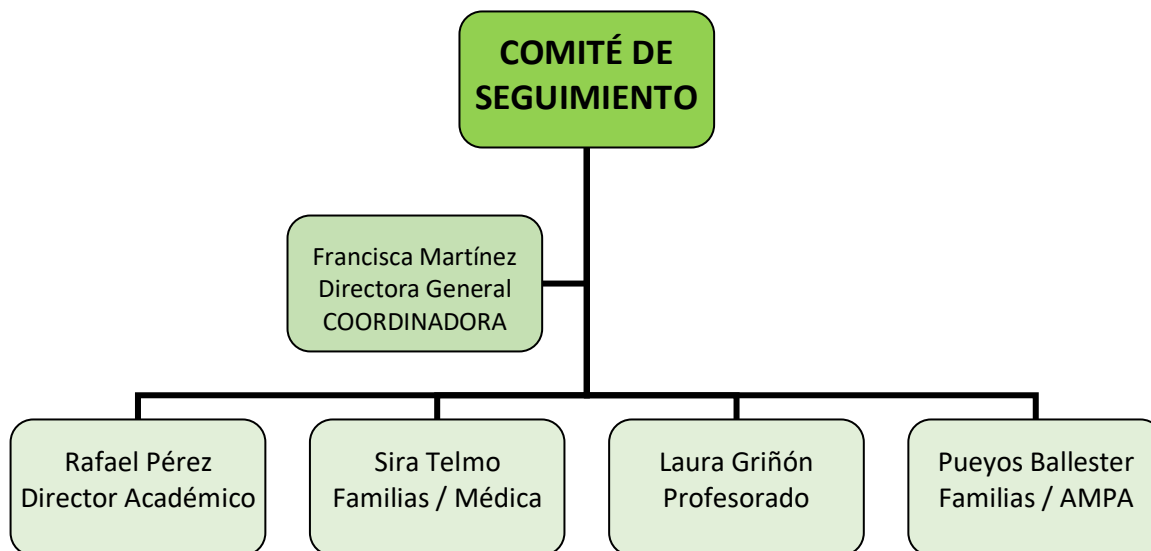 COMITÉ DE
SEGUIMIENTO
Francisca Martínez
Directora General
COORDINADORA
Rafael Pérez
Director Académico
Sira Telmo
Familias / Médica
Laura Griñón
Profesorado
Pueyos Ballester
Familias / AMPA